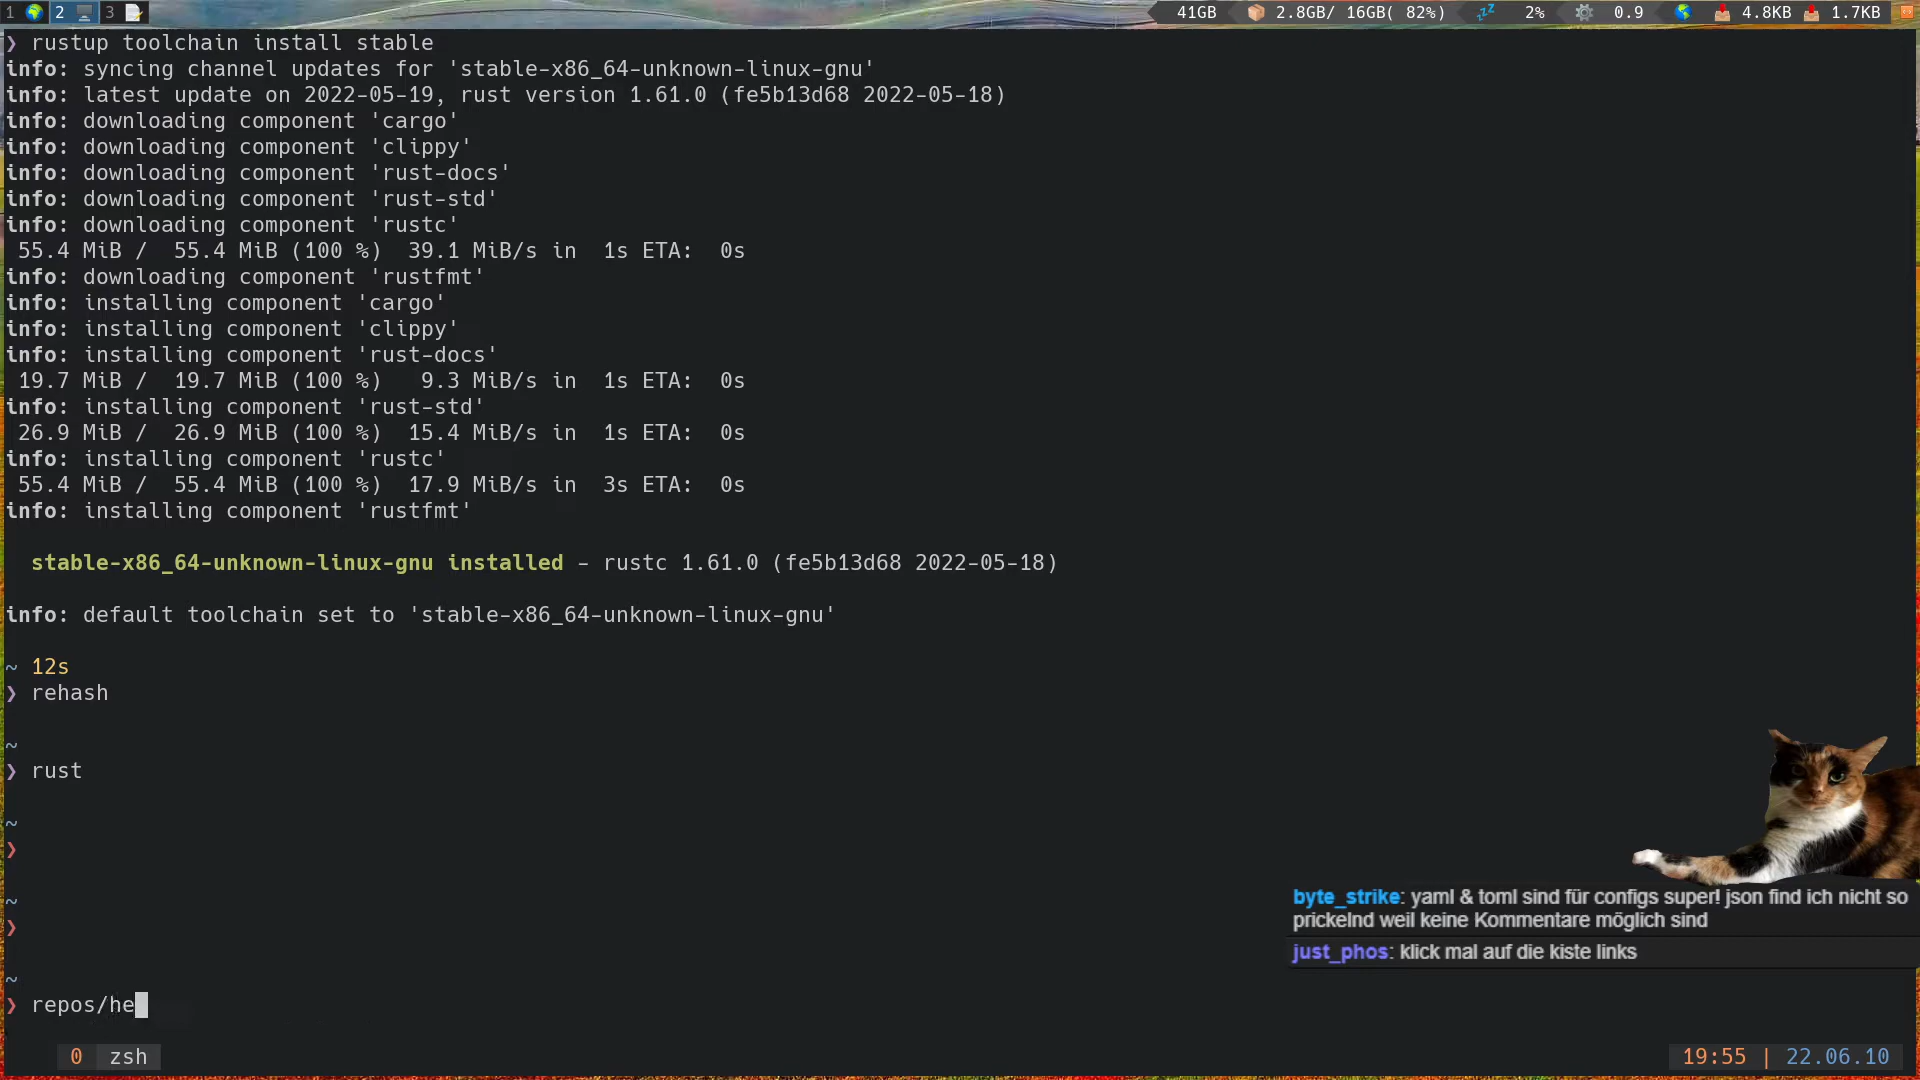 1 2 3 41GB 2.8GB/ 16GB( 82%) 2% 0.9 4.8KB 1.7KB
❯ rustup toolchain install stable
info: syncing channel updates for 'stable-x86_64-unknown-linux-gnu'
info: latest update on 2022-05-19, rust version 1.61.0 (fe5b13d68 2022-05-18)
info: downloading component 'cargo'
info: downloading component 'clippy'
info: downloading component 'rust-docs'
info: downloading component 'rust-std'
info: downloading component 'rustc'
55.4 MiB / 55.4 MiB (100 %) 39.1 MiB/s in 1s ETA: 0s
info: downloading component 'rustfmt'
info: installing component 'cargo'
info: installing component 'clippy'
info: installing component 'rust-docs'
19.7 MiB / 19.7 MiB (100 %) 9.3 MiB/s in 1s ETA: 0s
info: installing component 'rust-std'
26.9 MiB / 26.9 MiB (100 %) 15.4 MiB/s in 1s ETA: 0s
info: installing component 'rustc'
55.4 MiB / 55.4 MiB (100 %) 17.9 MiB/s in 3s ETA: 0s
info: installing component 'rustfmt'
stable-x86_64-unknown-linux-gnu installed - rustc 1.61.0 (fe5b13d68 2022-05-18)
info: default toolchain set to 'stable-x86_64-unknown-linux-gnu'
~ 12s
❯ rehash
~
❯ rust
~
❯
~
❯
~
❯ repos/he
byte_strike: yaml & toml sind für configs super! json find ich nicht so
prickelnd weil keine Kommentare möglich sind
just_phos: klick mal auf die kiste links
0 zsh 19:55 | 22.06.10